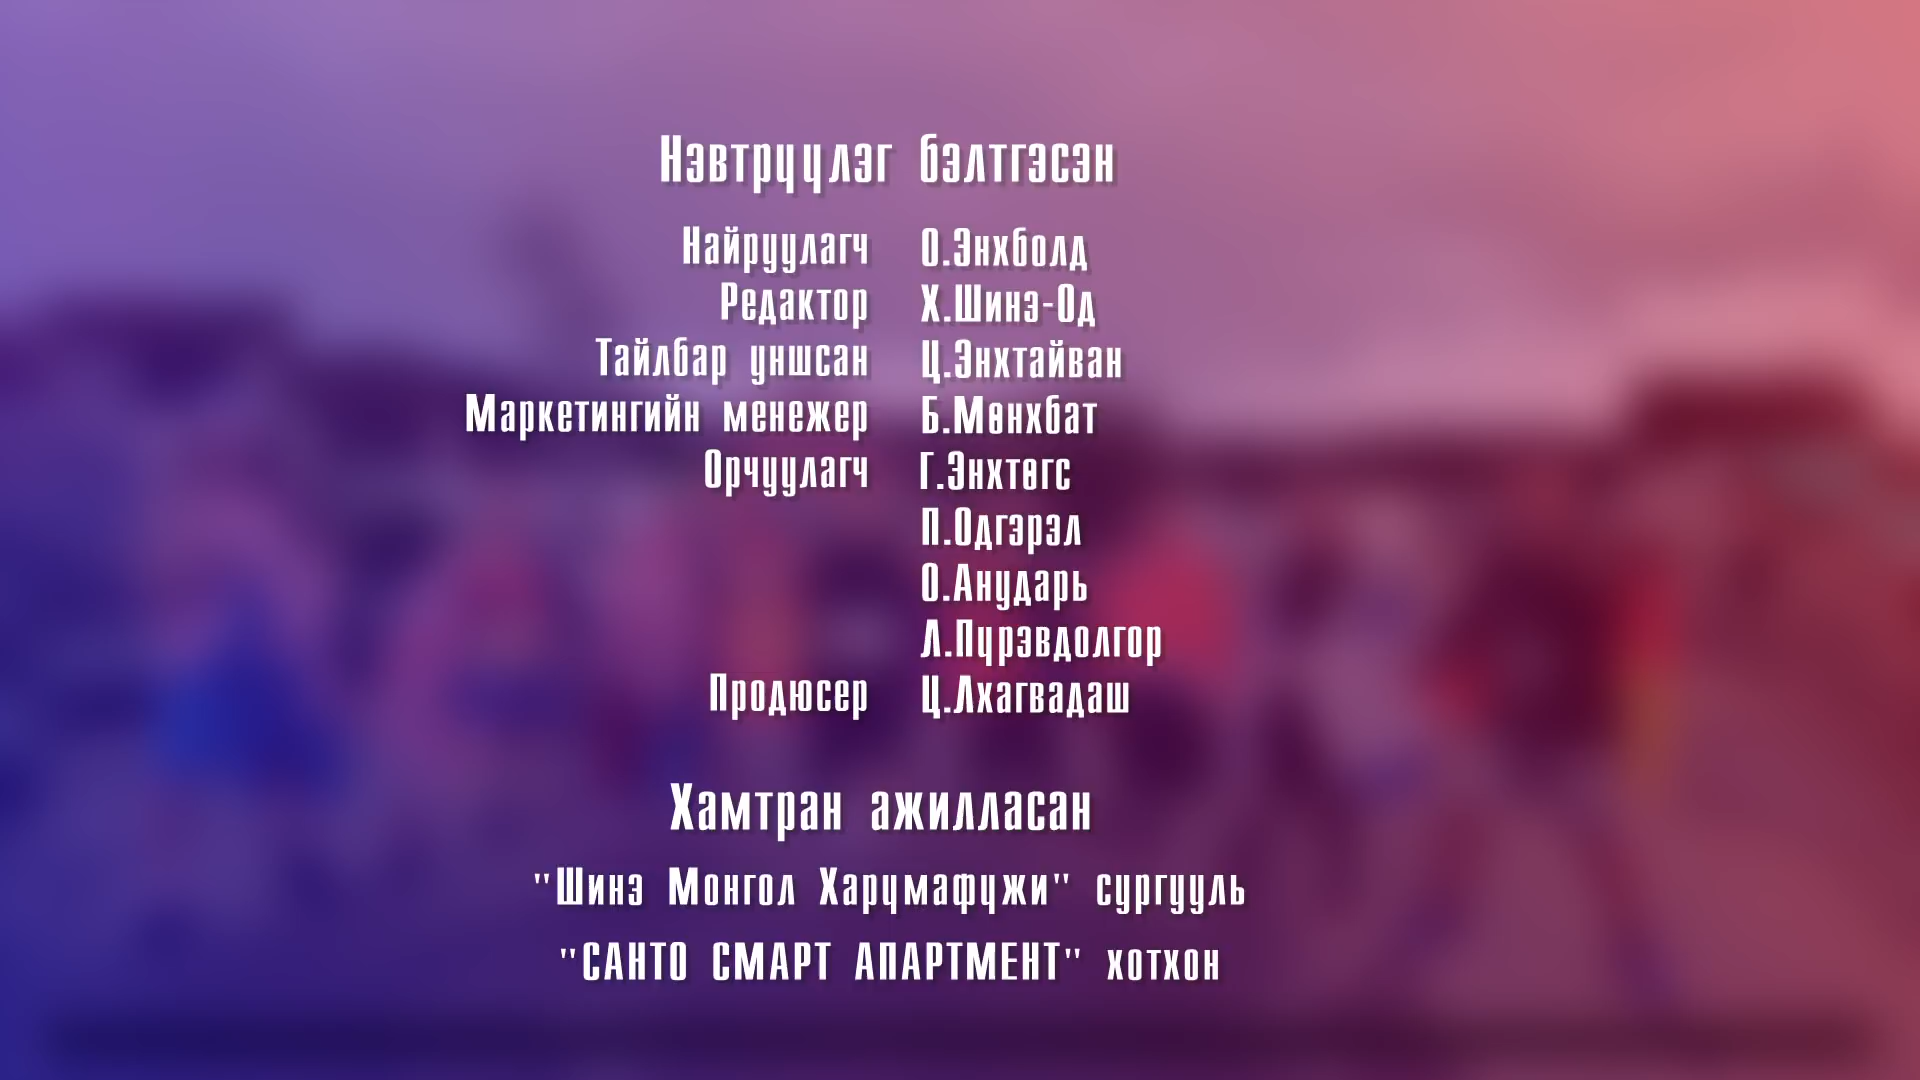 Нэвтрүүлэг бэлтгэсэн
Найруулагч О.Энхболд
Редактор Х.Шинэ-Од
Тайлбар уншсан Ц.Энхтайван
Маркетингийн менежер Б.Мөнхбат
Орчуулагч Г.Энхтөгс
П.Одгэрэл
О.Анударь
Л.Пүрэвдолгор
Продюсер Ц.Лхагвадаш
Хамтран ажилласан
"Шинэ Монгол Харүмафүжи" сургууль
"САНТО СМАРТ АПАРТМЕНТ" хотхон